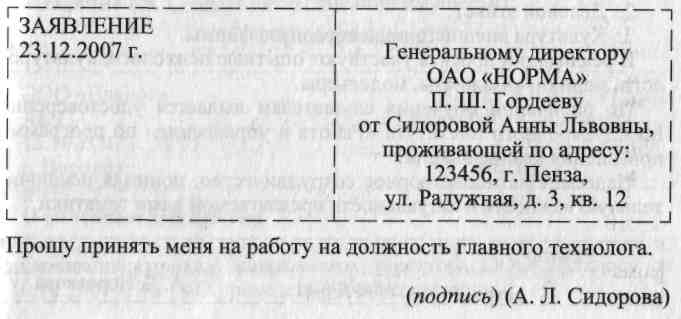 ЗАЯВЛЕНИЕ
23.12.2007 г.
Генеральному директору
ОАО «НОРМА»
П. Ш. Гордееву
от Сидоровой Анны Львовны,
проживающей по адресу:
123456, г. Пенза,
ул. Радужная, д. 3, кв. 12
Прошу принять меня на работу на должность главного технолога.
(подпись) (А. Л. Сидорова)